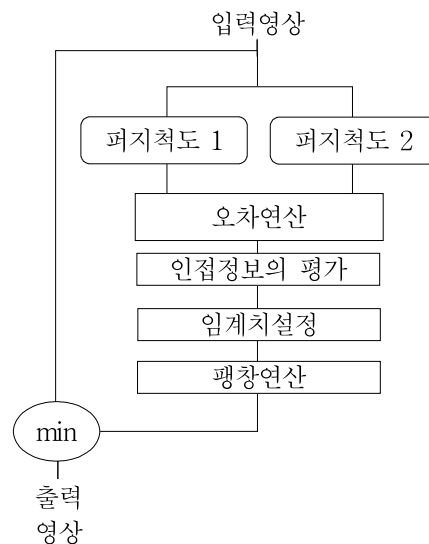 입력영상
퍼지척도 1
퍼지척도 2
오차연산
인접정보의 평가
임계치설정
팽창연산
min
출력
영상